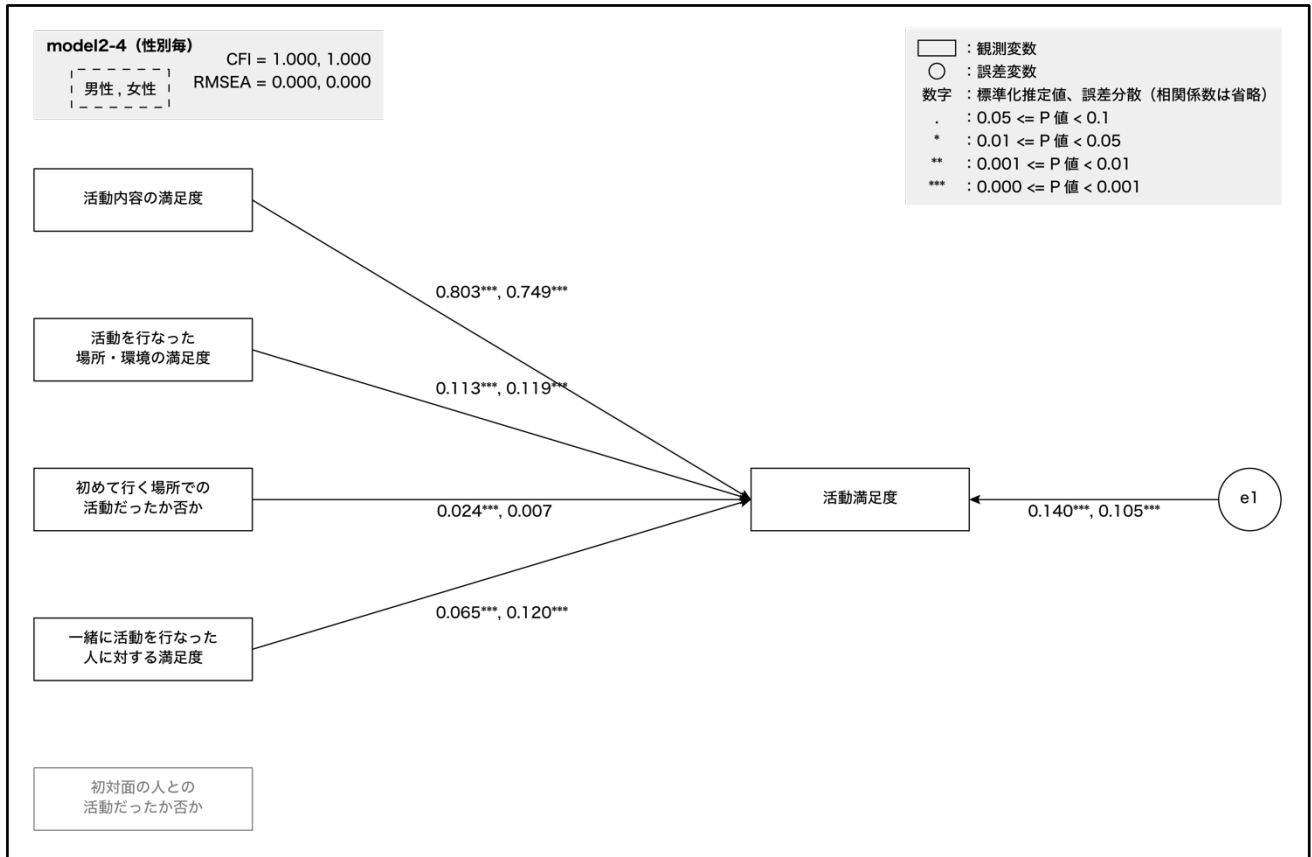 model2-4（性別毎）
男性 , 女性
CFI = 1.000, 1.000
RMSEA = 0.000, 0.000
：観測変数
：誤差変数
数字 ：標準化推定値、誤差分散（相関係数は省略）
. ：0.05 <= P 値 < 0.1
* ：0.01 <= P 値 < 0.05
** ：0.001 <= P 値 < 0.01
*** ：0.000 <= P 値 < 0.001
活動内容の満足度
0.803***, 0.749***
活動を行なった
場所・環境の満足度
0.113***, 0.119***
初めて行く場所での
活動だったか否か
0.024***, 0.007
活動満足度
0.140***, 0.105***
e1
一緒に活動を行なった
人に対する満足度
0.065***, 0.120***
初対面の人との
活動だったか否か